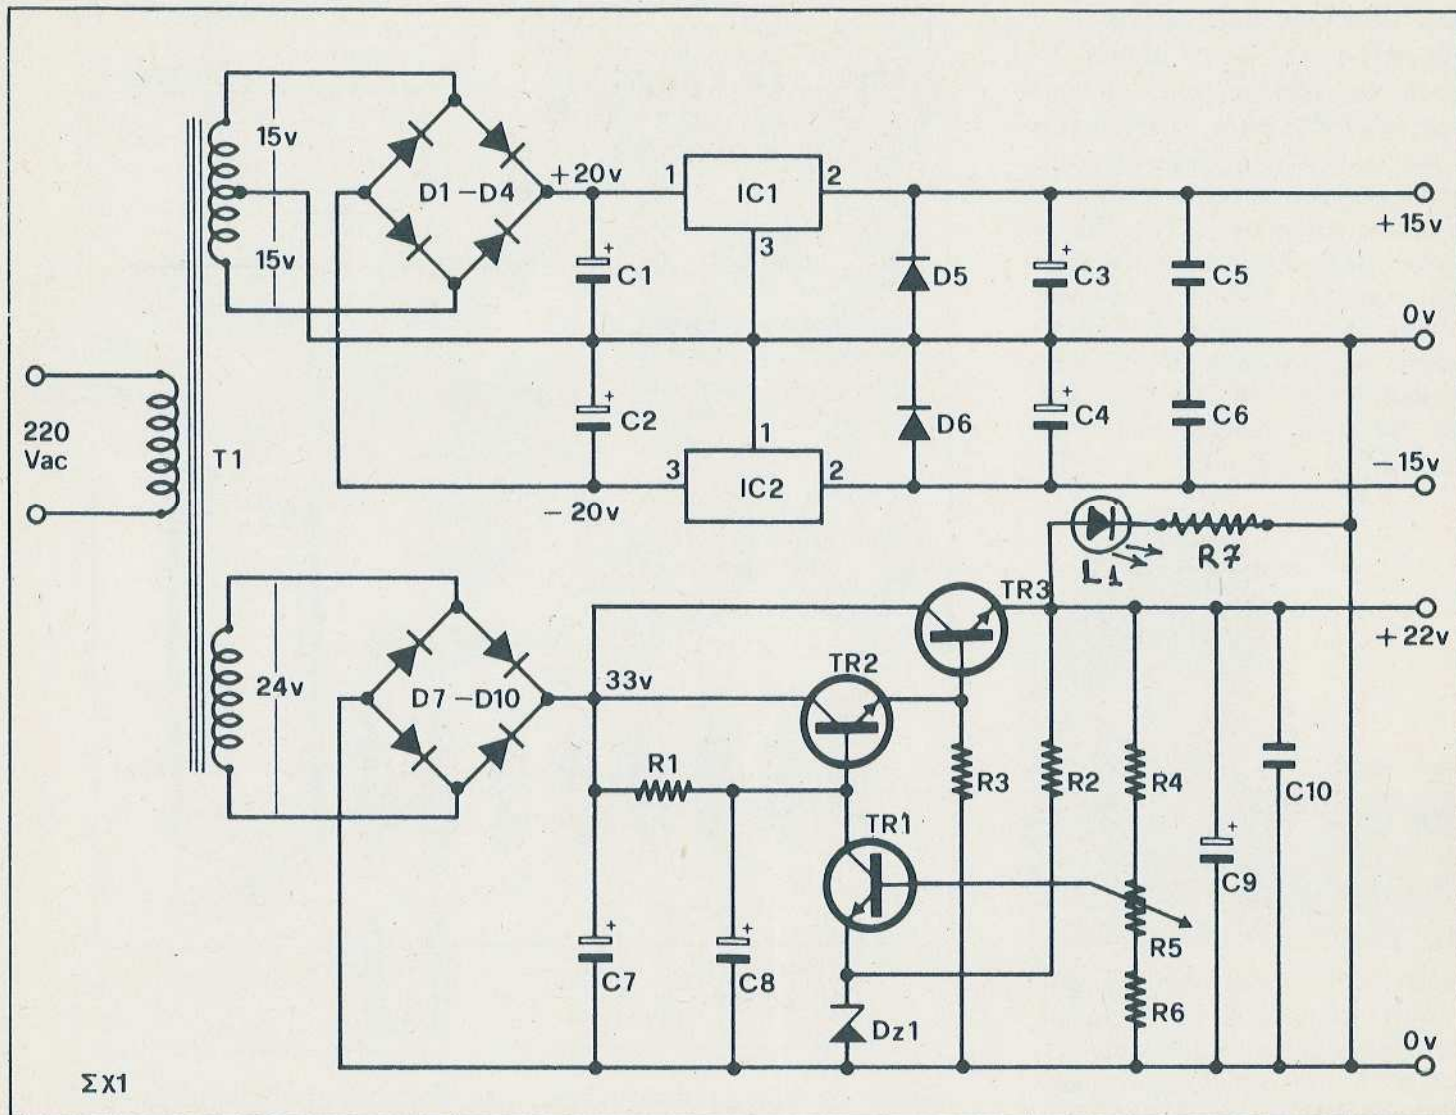 15v
15v
D1 – D4
+20v
1
IC1
2
3
+15v
C1
D5
C3
C5
0v
220
Vac
T1
C2
D6
C4
C6
1
3
IC2
2
– 20v
– 15v
L1
R7
24v
D7 – D10
33v
TR2
TR3
+22v
R1
R3
R2
R4
C10
TR1
C9
R5
C7
C8
R6
Dz1
0v
ΣΧ1